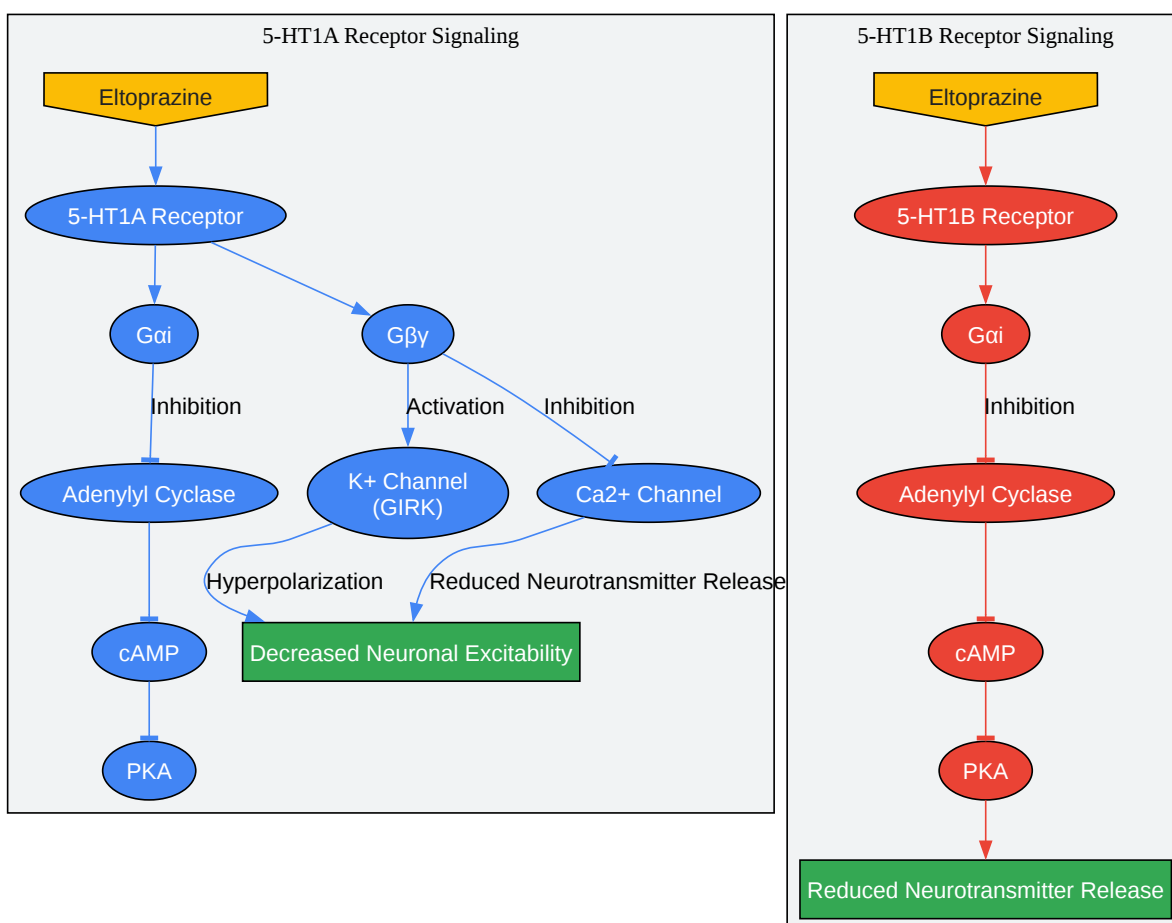 5-HT1A Receptor Signaling
Eltoprazine
5-HT1A Receptor
Gαi
Gβγ
Inhibition
Activation
Inhibition
Adenylyl Cyclase
K+ Channel
(GIRK)
Ca2+ Channel
Hyperpolarization
Reduced Neurotransmitter Release
cAMP
Decreased Neuronal Excitability
PKA
5-HT1B Receptor Signaling
Eltoprazine
5-HT1B Receptor
Gαi
Inhibition
Adenylyl Cyclase
cAMP
PKA
Reduced Neurotransmitter Release